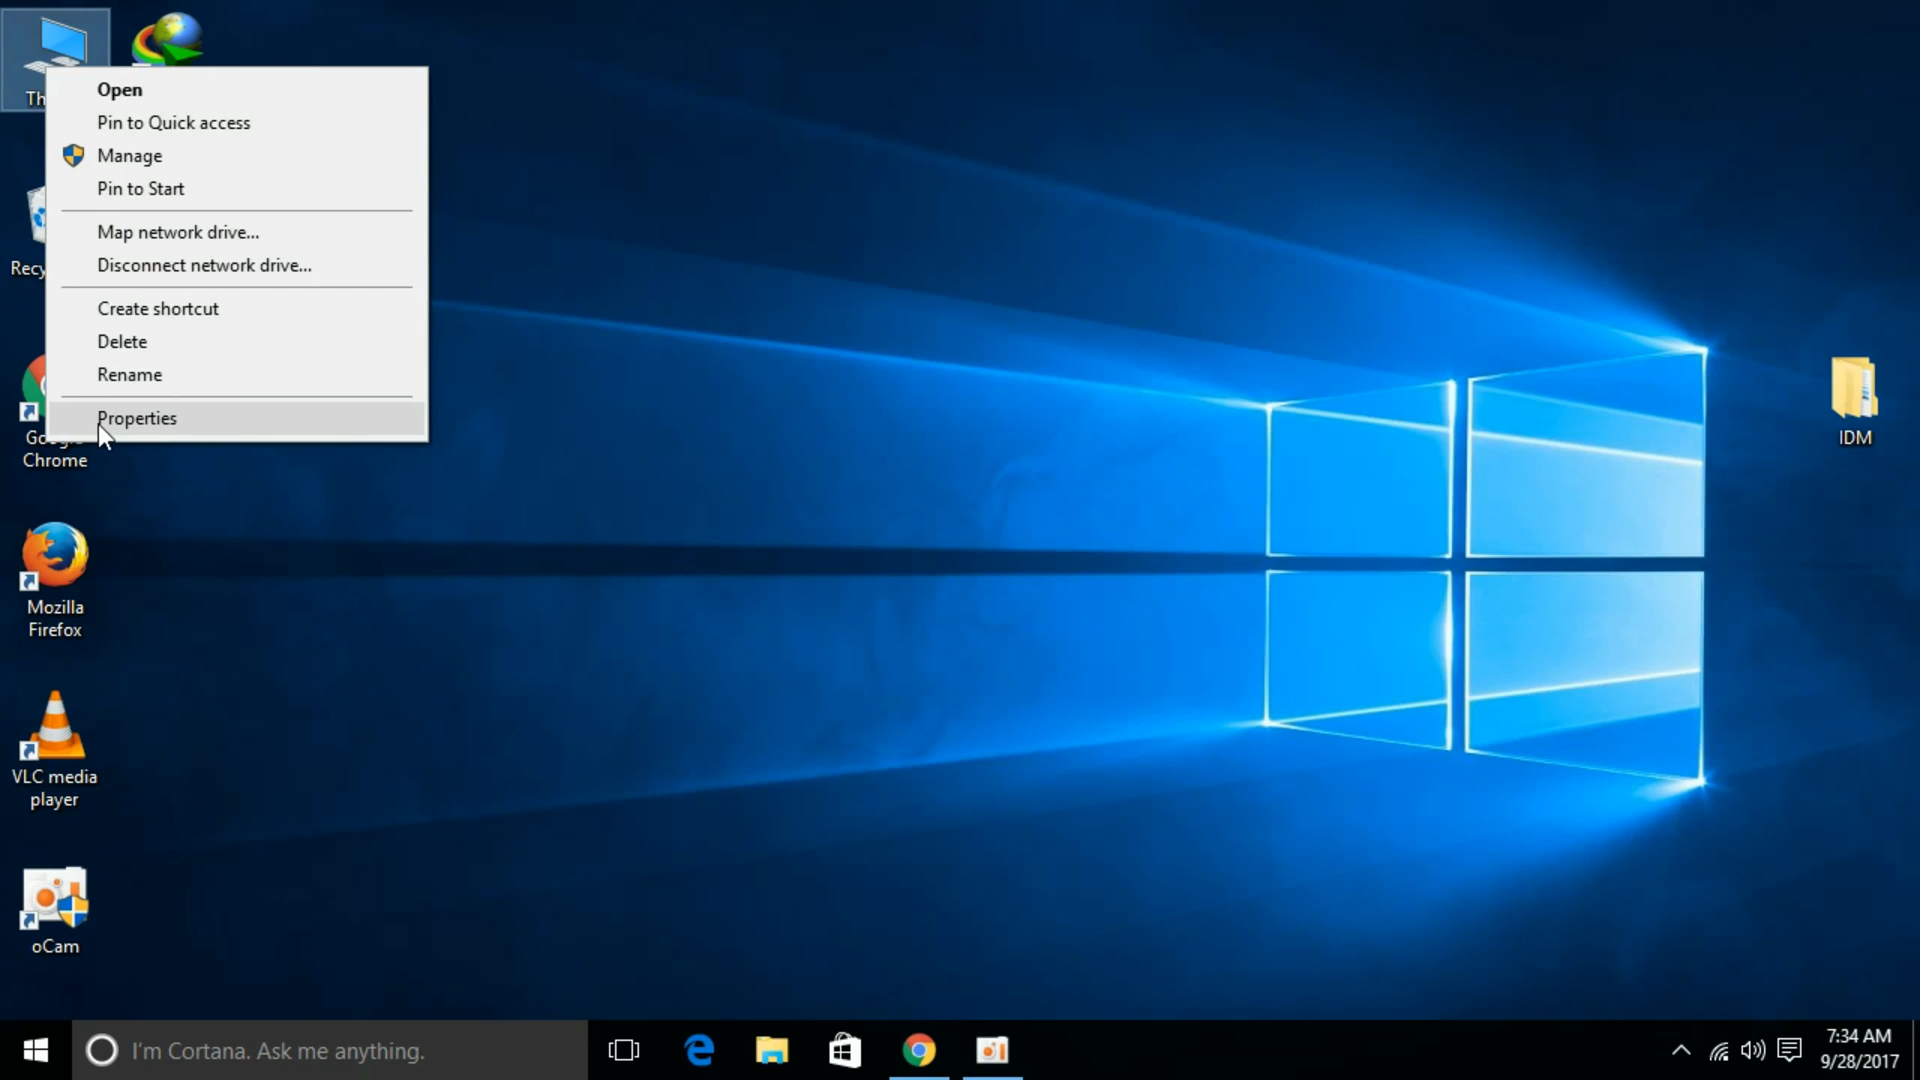 Th
Open
Pin to Quick access
Manage
Pin to Start
Map network drive...
Disconnect network drive...
Create shortcut
Delete
Rename
Properties
Recy
Google
Chrome
Mozilla
Firefox
VLC media
player
oCam
IDM
I'm Cortana. Ask me anything.
7:34 AM
9/28/2017